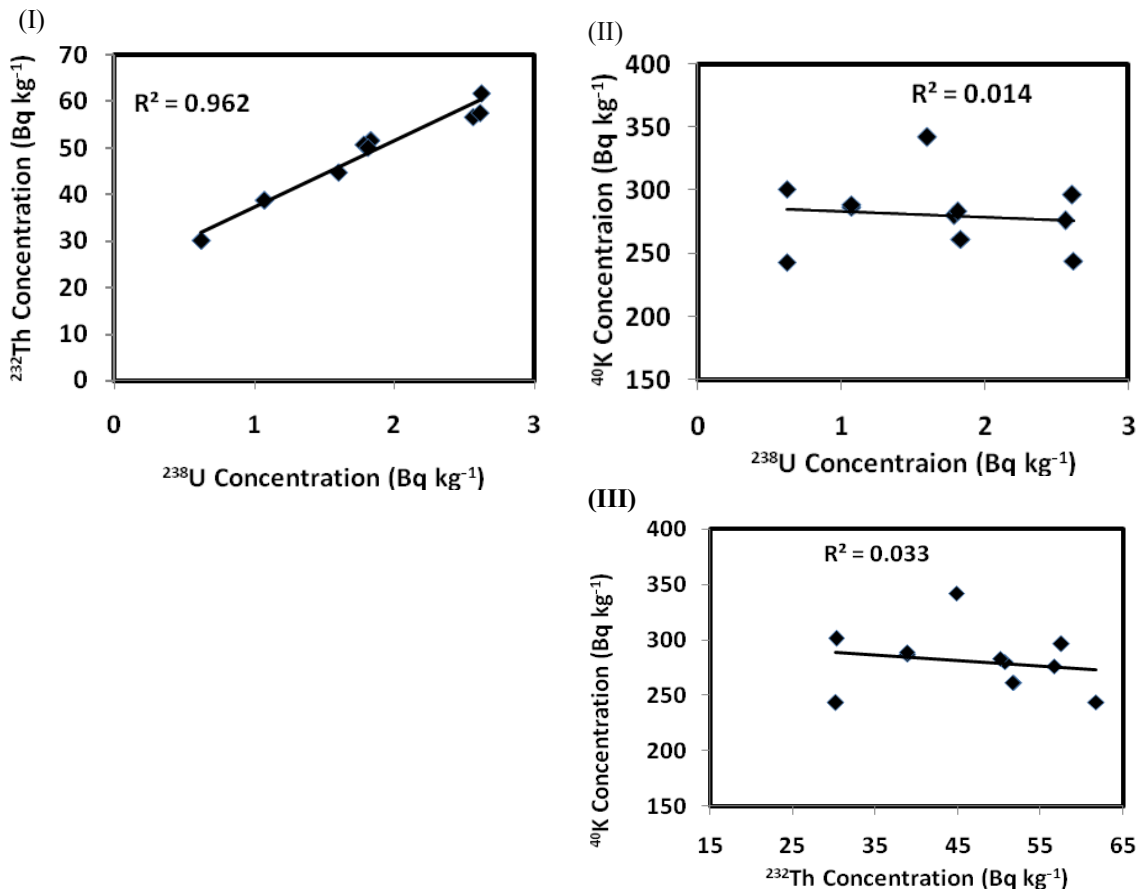 (I)
70
60
50
40
30
20
10
0
R² = 0.962
²³²Th Concentration (Bq kg⁻¹)
0 1 2 3
²³⁸U Concentration (Bq kg⁻¹)
(II)
400
350
300
250
200
150
R² = 0.014
⁴⁰K Concentraion (Bq kg⁻¹)
0 1 2 3
²³⁸U Concentraion (Bq kg⁻¹)
(III)
400
350
300
250
200
150
R² = 0.033
⁴⁰K Concentration (Bq kg⁻¹)
15 25 35 45 55 65
²³²Th Concentration (Bq kg⁻¹)